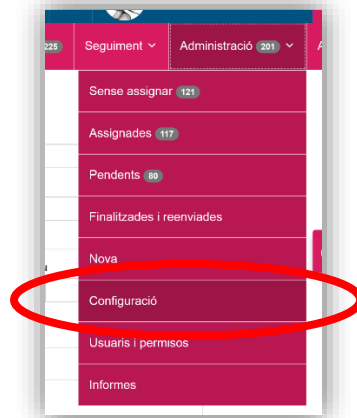 225 Seguiment Administració 201
Sense assignar 121
Assignades 117
Pendents 80
Finalitzades i reenviades
Nova
Configuració
Usuaris i permisos
Informes